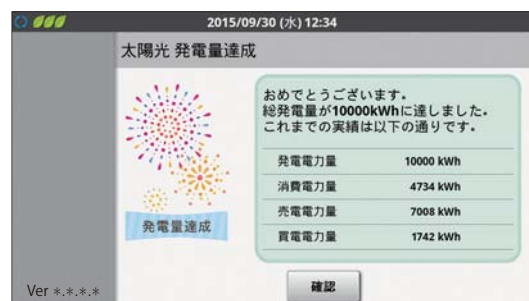 2015/09/30 (水) 12:34
太陽光 発電量達成
おめでとうございます。
総発電量が10000kWhに達しました。
これまでの実績は以下の通りです。
発電電力量 10000 kWh
消費電力量 4734 kWh
売電電力量 7008 kWh
買電電力量 1742 kWh
発電量達成
確認
Ver *.*.*.*